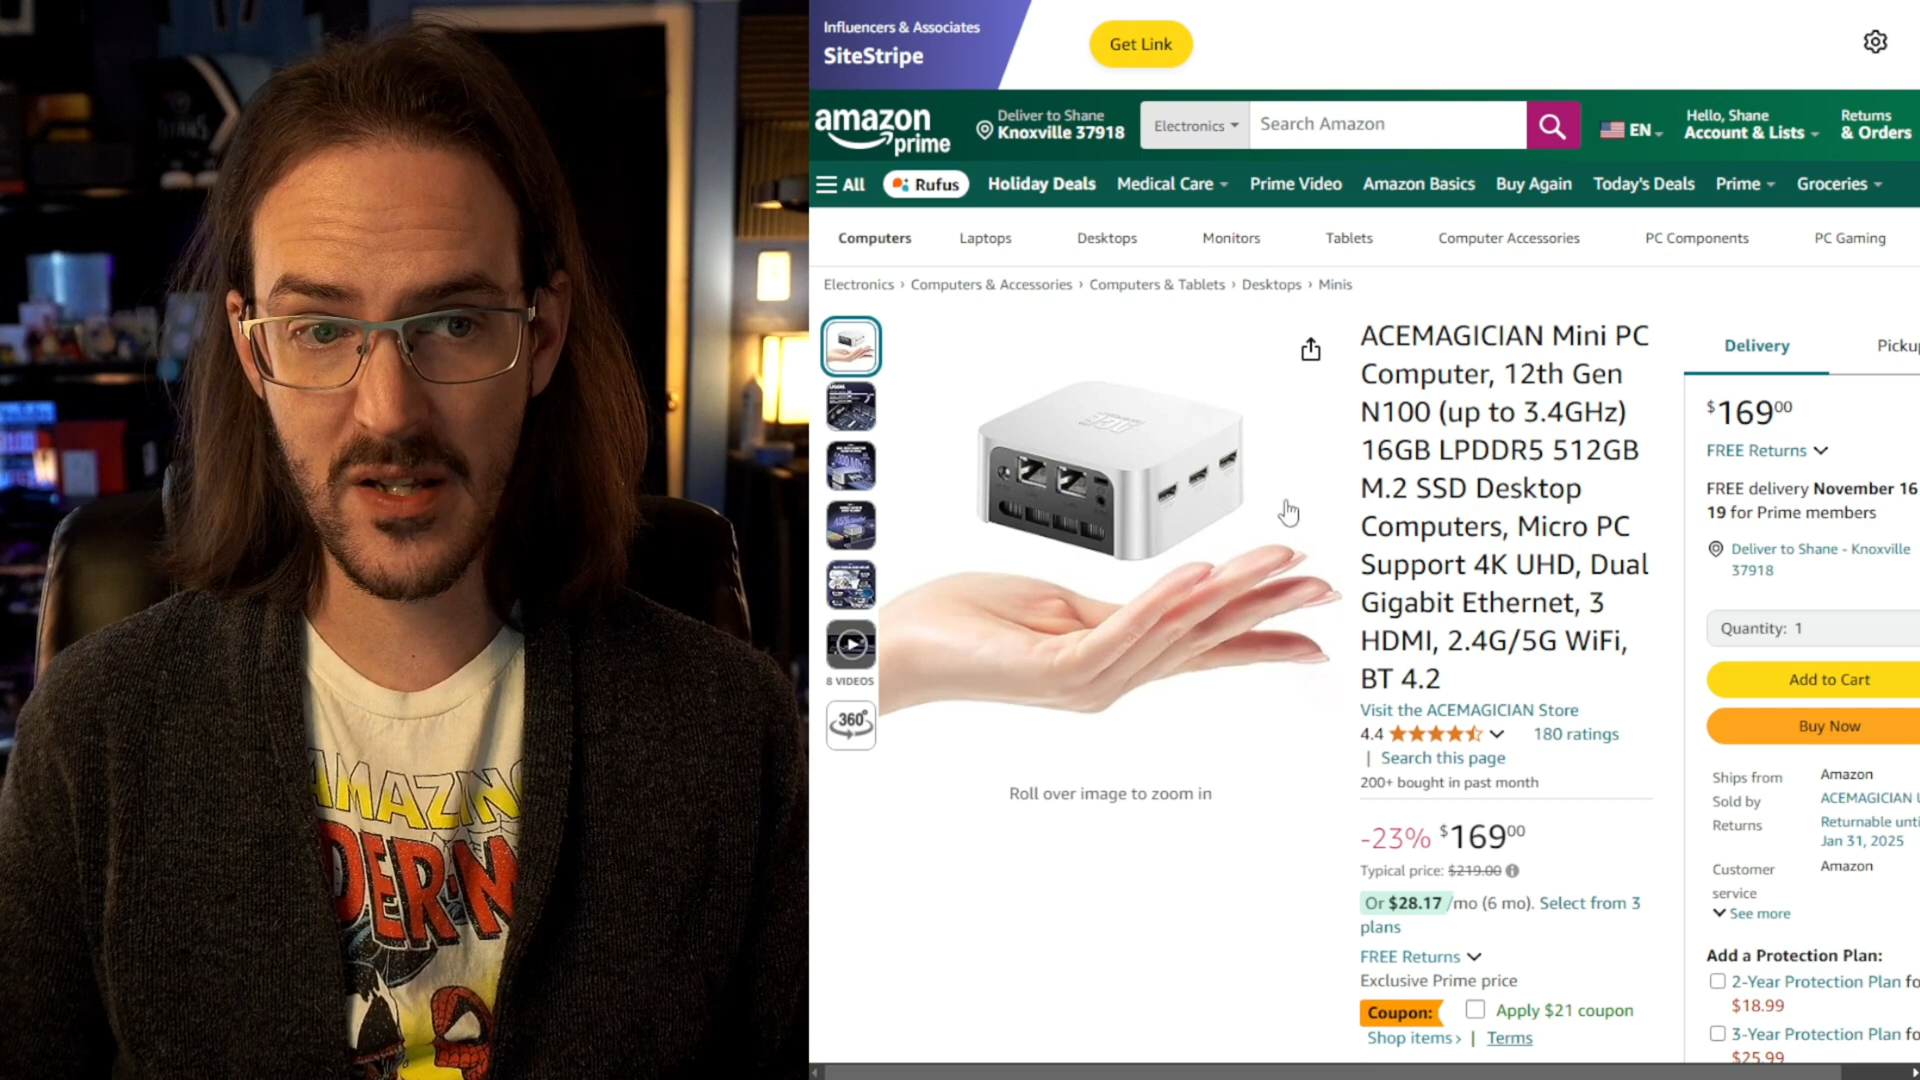 Influencers & Associates
SiteStripe
Get Link
amazon
prime
Deliver to Shane
Knoxville 37918
Electronics
Search Amazon
EN
Hello, Shane
Account & Lists
Returns
& Orders
All
Rufus
Holiday Deals
Medical Care
Prime Video
Amazon Basics
Buy Again
Today's Deals
Prime
Groceries
Computers
Laptops
Desktops
Monitors
Tablets
Computer Accessories
PC Components
PC Gaming
Electronics › Computers & Accessories › Computers & Tablets › Desktops › Minis
8 VIDEOS
360°
Roll over image to zoom in
ACEMAGICIAN Mini PC
Computer, 12th Gen
N100 (up to 3.4GHz)
16GB LPDDR5 512GB
M.2 SSD Desktop
Computers, Micro PC
Support 4K UHD, Dual
Gigabit Ethernet, 3
HDMI, 2.4G/5G WiFi,
BT 4.2
Visit the ACEMAGICIAN Store
4.4
180 ratings
| Search this page
200+ bought in past month
-23% $169.00
Typical price: $219.00
Or $28.17 /mo (6 mo). Select from 3
plans
FREE Returns
Exclusive Prime price
Coupon:
Apply $21 coupon
Shop items › | Terms
Delivery
Pickup
$169.00
FREE Returns
FREE delivery November 16
19 for Prime members
Deliver to Shane - Knoxville
37918
Quantity: 1
Add to Cart
Buy Now
Ships from
Amazon
Sold by
ACEMAGICIAN U
Returns
Returnable until
Jan 31, 2025
Customer
service
Amazon
See more
Add a Protection Plan:
2-Year Protection Plan fo
$18.99
3-Year Protection Plan fo
$25.99
AMAZIN
DER-M
TITANS